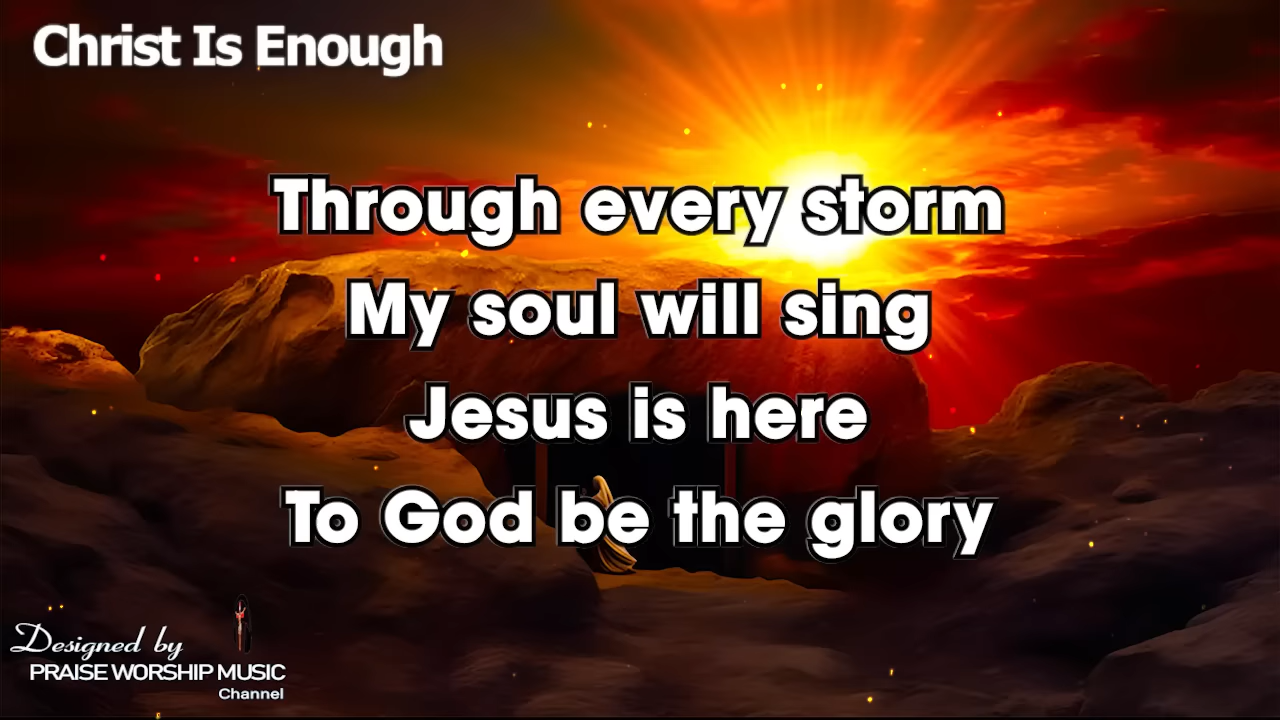 Christ Is Enough
Through every storm
My soul will sing
Jesus is here
To God be the glory
Designed by
PRAISE WORSHIP MUSIC
Channel